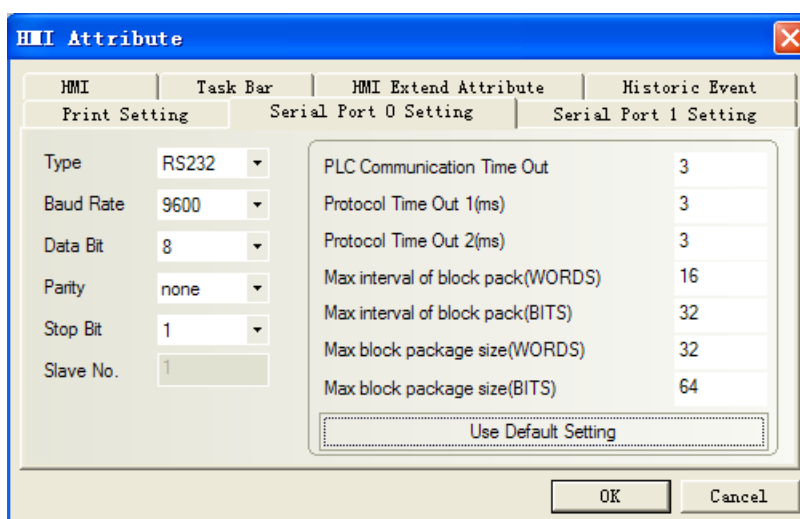 HMI Attribute
HMI Task Bar HMI Extend Attribute Historic Event
Print Setting Serial Port 0 Setting Serial Port 1 Setting
Type RS232
Baud Rate 9600
Data Bit 8
Parity none
Stop Bit 1
Slave No. 1
PLC Communication Time Out 3
Protocol Time Out 1(ms) 3
Protocol Time Out 2(ms) 3
Max interval of block pack(WORDS) 16
Max interval of block pack(BITS) 32
Max block package size(WORDS) 32
Max block package size(BITS) 64
Use Default Setting
OK Cancel